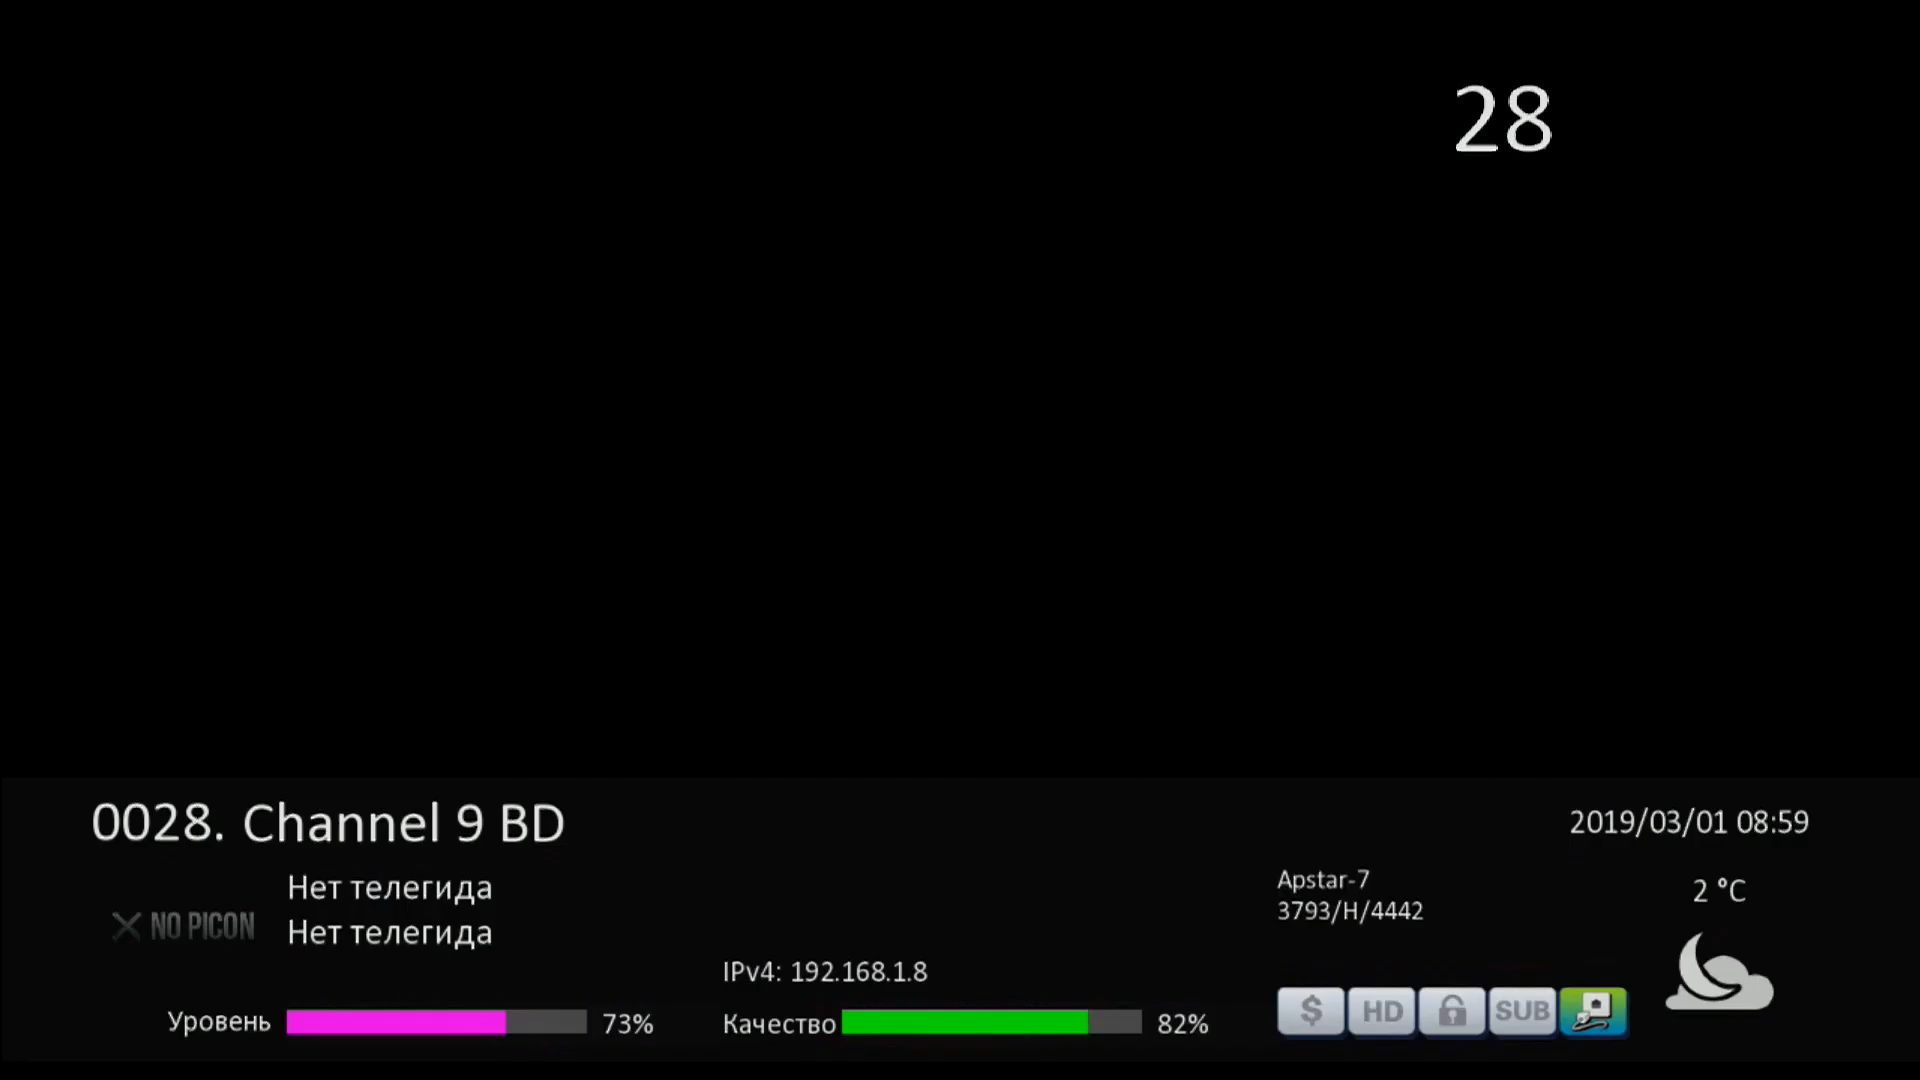 28
0028. Channel 9 BD
2019/03/01 08:59
Нет телегида
Нет телегида
NO PICON
Apstar-7
3793/H/4442
2 °C
IPv4: 192.168.1.8
Уровень 73%
Качество 82%
$ HD SUB